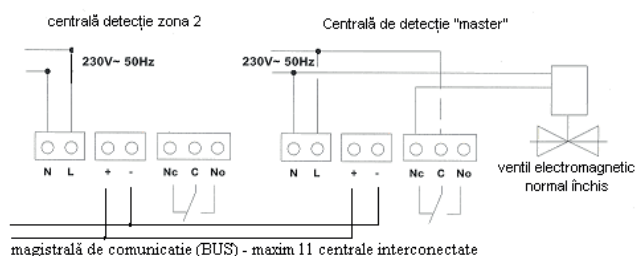 centrală detecție zona 2
Centrală de detecție "master"
230V~ 50Hz
230V~ 50Hz
N L + - Nc C No
N L + - Nc C No
ventil electromagnetic
normal închis
magistrală de comunicație (BUS) - maxim 11 centrale interconectate